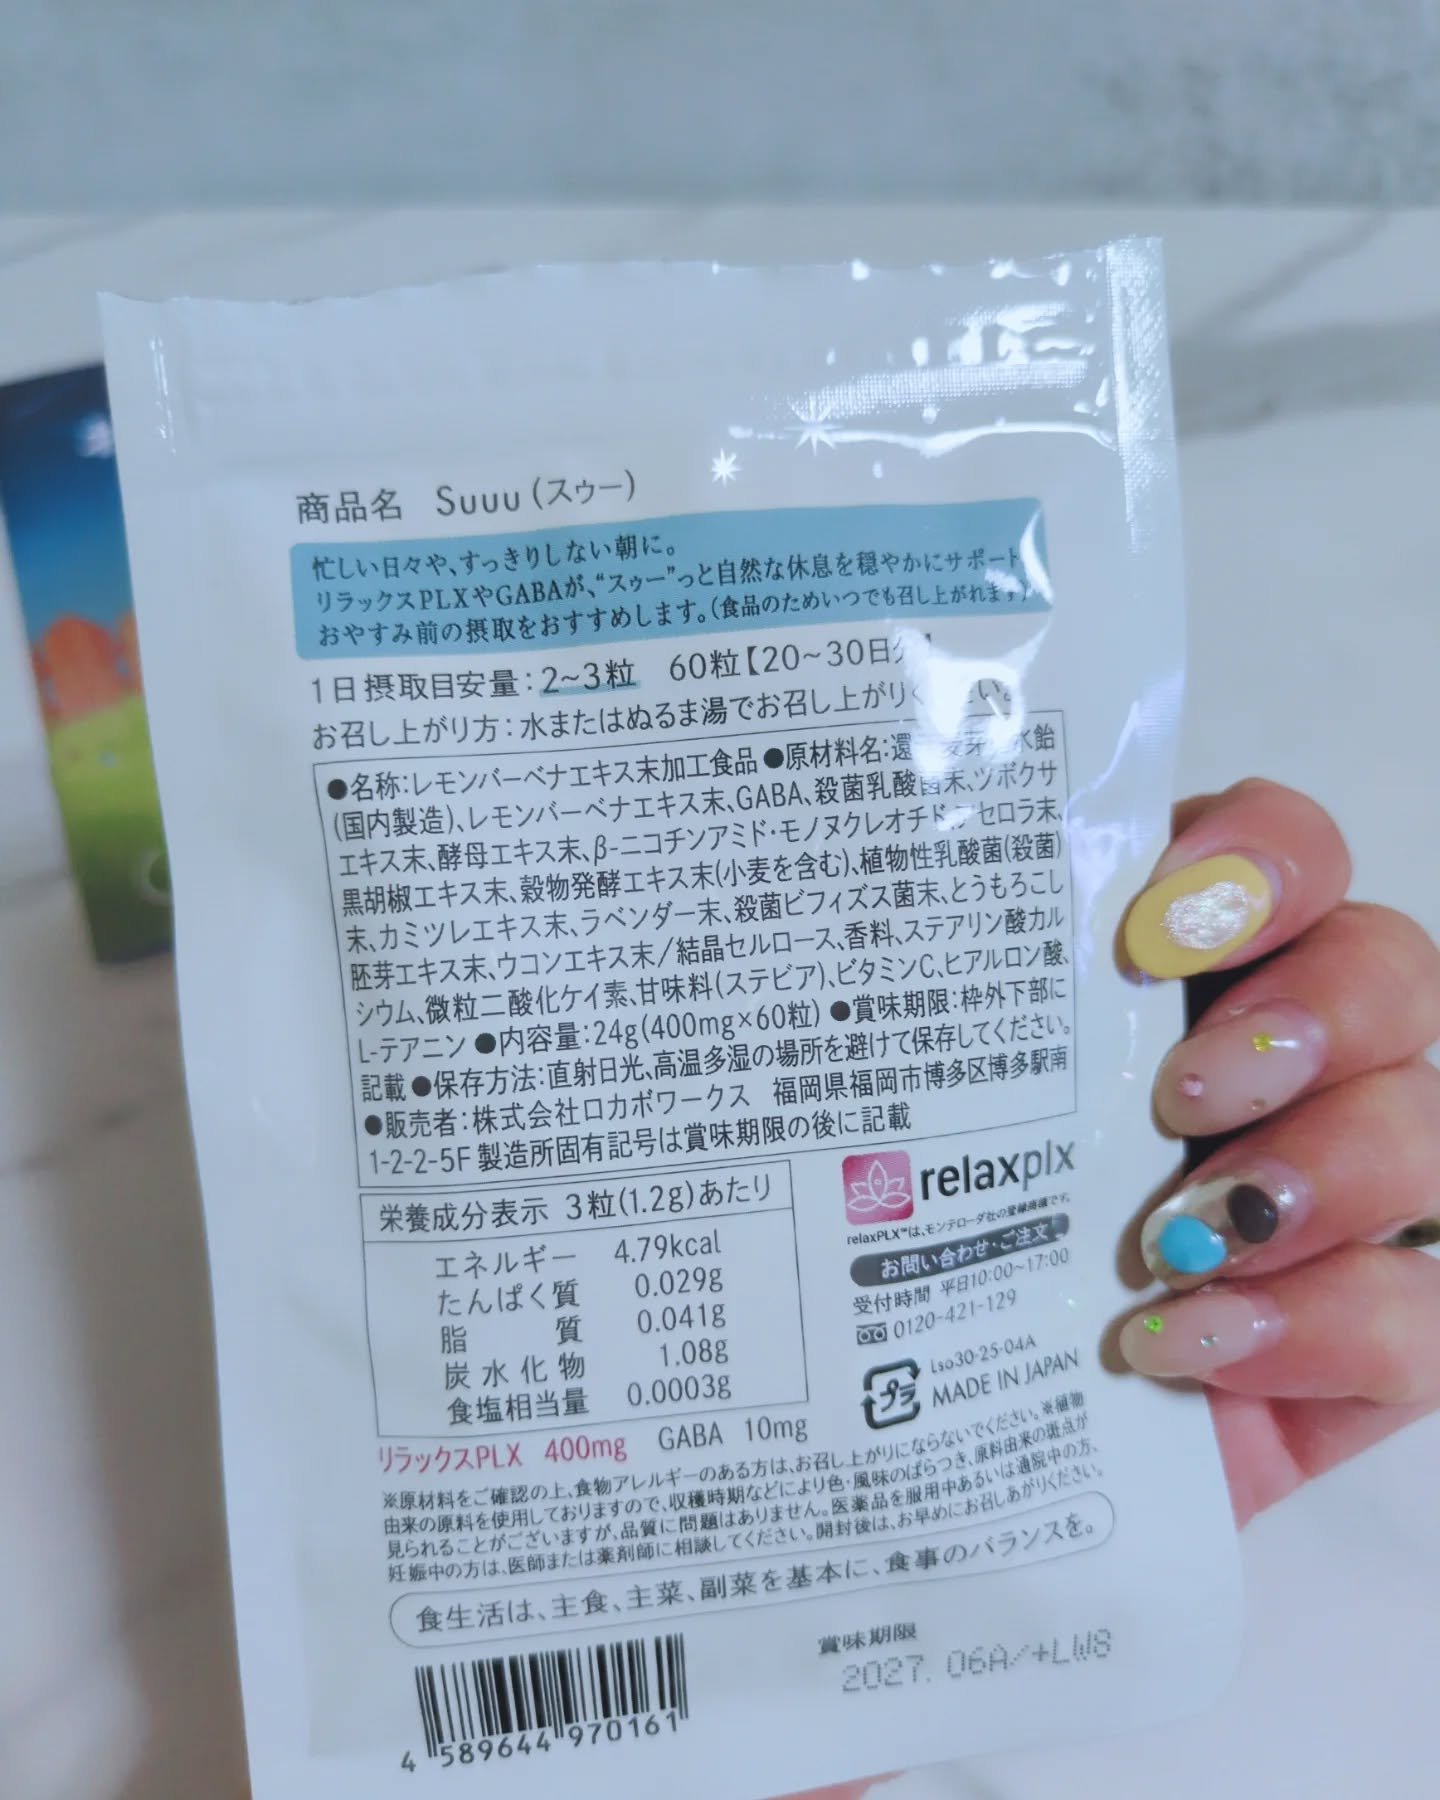 商品名 Suuu(スゥー)
忙しい日々や、すっきりしない朝に。
リラックスPLXやGABAが、“スゥー”っと自然な休息を穏やかにサポート
おやすみ前の摂取をおすすめします。(食品のためいつでも召し上がれます)
1日摂取目安量:2~3粒 60粒【20~30日分】
お召し上がり方:水またはぬるま湯でお召し上がりください。
●名称:レモンバーベナエキス末加工食品●原材料名:還元麦芽糖水飴
(国内製造)、レモンバーベナエキス末、GABA、殺菌乳酸菌末、ツボクサ
エキス末、酵母エキス末、β-ニコチンアミド・モノヌクレオチド、アセロラ末、
黒胡椒エキス末、穀物発酵エキス末(小麦を含む)、植物性乳酸菌(殺菌)
末、カミツレエキス末、ラベンダー末、殺菌ビフィズス菌末、とうもろこし
胚芽エキス末、ウコンエキス末/結晶セルロース、香料、ステアリン酸カル
シウム、微粒二酸化ケイ素、甘味料(ステビア)、ビタミンC、ヒアルロン酸、
L-テアニン ●内容量:24g(400mg×60粒) ●賞味期限:枠外下部に
記載 ●保存方法:直射日光、高温多湿の場所を避けて保存してください。
●販売者:株式会社ロカボワークス 福岡県福岡市博多区博多駅南
1-2-2-5F 製造所固有記号は賞味期限の後に記載
栄養成分表示 3粒(1.2g)あたり
エネルギー 4.79kcal
たんぱく質 0.029g
脂質 0.041g
炭水化物 1.08g
食塩相当量 0.0003g
リラックスPLX 400mg GABA 10mg
relaxplx
relaxPLX™は、モンテローダ社の登録商標です。
お問い合わせ・ご注文
受付時間 平日10:00~17:00
0120-421-129
プラ
Lso30-25-04A
MADE IN JAPAN
※原材料をご確認の上、食物アレルギーのある方は、お召し上がりにならないでください。※植物
由来の原料を使用しておりますので、収穫時期などにより色・風味のばらつき、原料由来の斑点が
見られることがございますが、品質に問題はありません。医薬品を服用中あるいは通院中の方、
妊娠中の方は、医師または薬剤師に相談してください。開封後は、お早めにお召しあがりください。
食生活は、主食、主菜、副菜を基本に、食事のバランスを。
賞味期限
2027. 06A/+LW8
4 589644 970161